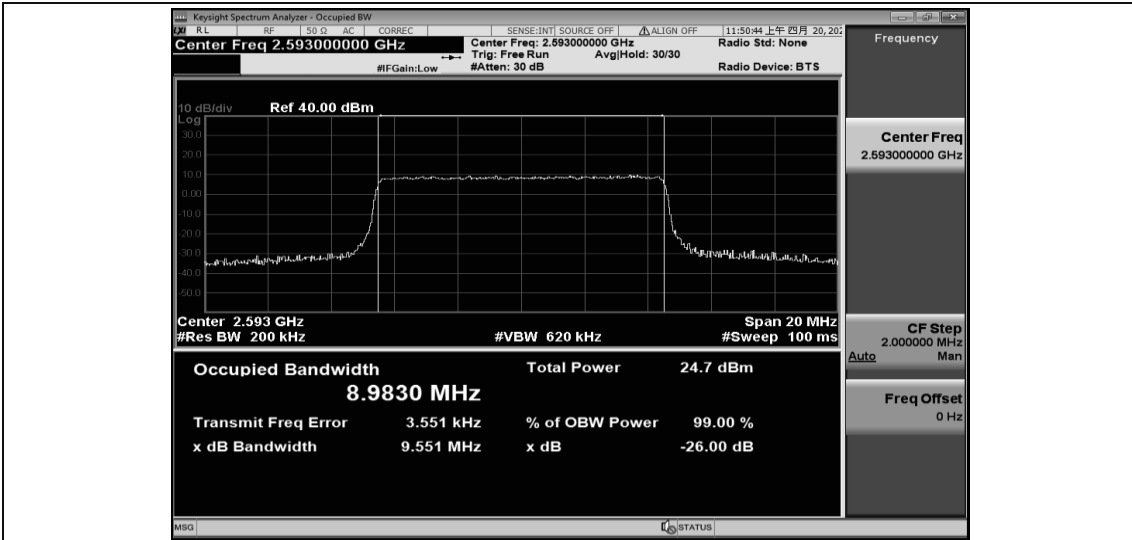 Keysight Spectrum Analyzer - Occupied BW
LXI RL RF 50 Ω AC CORREC SENSE:INT SOURCE OFF ALIGN OFF 11:50:44 上午 四月 20, 202
Center Freq 2.593000000 GHz
Center Freq: 2.593000000 GHz
Radio Std: None
Trig: Free Run Avg|Hold: 30/30
#IFGain:Low
#Atten: 30 dB
Radio Device: BTS
10 dB/div Ref 40.00 dBm
Log
30.0
20.0
10.0
0.00
-10.0
-20.0
-30.0
-40.0
-50.0
Center 2.593 GHz
Span 20 MHz
#Res BW 200 kHz
#VBW 620 kHz
#Sweep 100 ms
Occupied Bandwidth
8.9830 MHz
Total Power 24.7 dBm
Transmit Freq Error 3.551 kHz
% of OBW Power 99.00 %
x dB Bandwidth 9.551 MHz
x dB -26.00 dB
Frequency
Center Freq
2.593000000 GHz
CF Step
2.000000 MHz
Auto Man
Freq Offset
0 Hz
MSG
STATUS